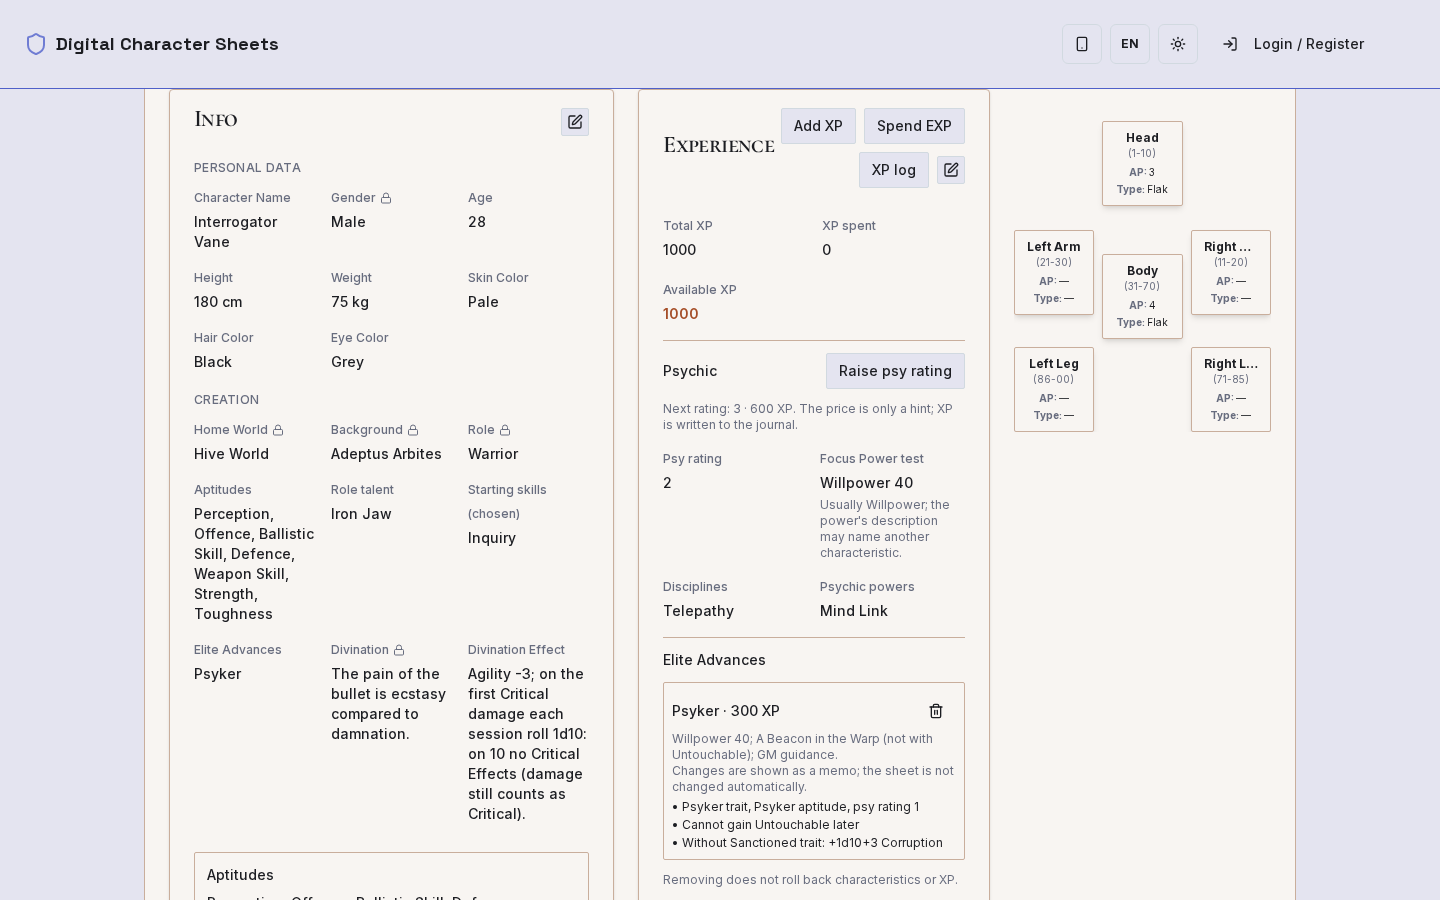 Digital Character Sheets
EN
Login / Register
Info
PERSONAL DATA
Character Name
Gender
Age
Interrogator
Vane
Male
28
Height
Weight
Skin Color
180 cm
75 kg
Pale
Hair Color
Eye Color
Black
Grey
CREATION
Home World
Background
Role
Hive World
Adeptus Arbites
Warrior
Aptitudes
Perception,
Offence, Ballistic
Skill, Defence,
Weapon Skill,
Strength,
Toughness
Role talent
Iron Jaw
Starting skills
(chosen)
Inquiry
Elite Advances
Psyker
Divination
The pain of the
bullet is ecstasy
compared to
damnation.
Divination Effect
Agility -3; on the
first Critical
damage each
session roll 1d10:
on 10 no Critical
Effects (damage
still counts as
Critical).
Aptitudes
Experience
Add XP
Spend EXP
XP log
Total XP
XP spent
1000
0
Available XP
1000
Psychic
Raise psy rating
Next rating: 3 · 600 XP. The price is only a hint; XP
is written to the journal.
Psy rating
2
Focus Power test
Willpower 40
Usually Willpower; the
power's description
may name another
characteristic.
Disciplines
Telepathy
Psychic powers
Mind Link
Elite Advances
Psyker · 300 XP
Willpower 40; A Beacon in the Warp (not with
Untouchable); GM guidance.
Changes are shown as a memo; the sheet is not
changed automatically.
• Psyker trait, Psyker aptitude, psy rating 1
• Cannot gain Untouchable later
• Without Sanctioned trait: +1d10+3 Corruption
Removing does not roll back characteristics or XP.
Head
(1-10)
AP: 3
Type: Flak
Left Arm
(21-30)
AP: —
Type: —
Body
(31-70)
AP: 4
Type: Flak
Right ...
(11-20)
AP: —
Type: —
Left Leg
(86-00)
AP: —
Type: —
Right L...
(71-85)
AP: —
Type: —